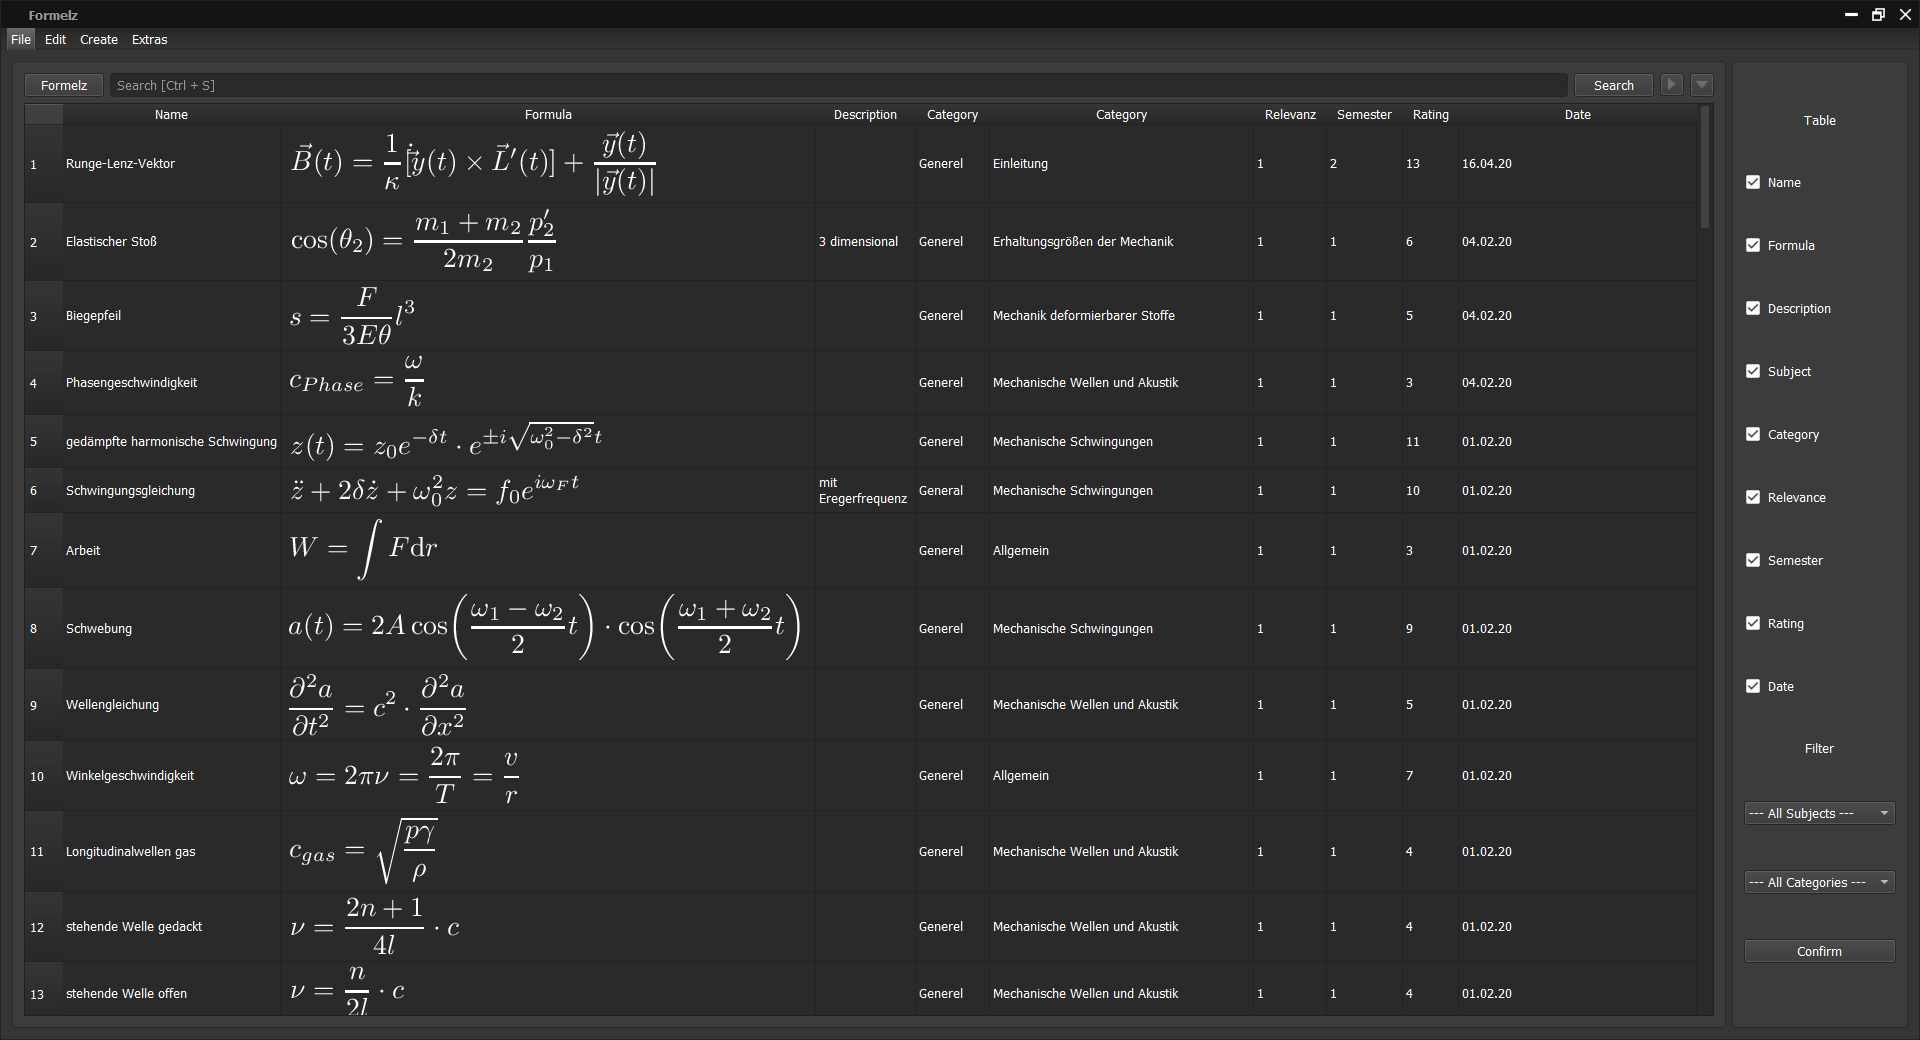 Formelz
File Edit Create Extras
Formelz Search [Ctrl + S] Search
Name Formula Description Category Category Relevanz Semester Rating Date
1 Runge-Lenz-Vektor $\vec{B}(t) = \frac{1}{\kappa}[\dot{\vec{y}}(t) \times \vec{L}'(t)] + \frac{\vec{y}(t)}{|\vec{y}(t)|}$ Generel Einleitung 1 2 13 16.04.20
2 Elastischer Stoß $\cos(\theta_2) = \frac{m_1 + m_2}{2m_2} \frac{p_2'}{p_1}$ 3 dimensional Generel Erhaltungsgrößen der Mechanik 1 1 6 04.02.20
3 Biegepfeil $s = \frac{F}{3E\theta} l^3$ Generel Mechanik deformierbarer Stoffe 1 1 5 04.02.20
4 Phasengeschwindigkeit $c_{Phase} = \frac{\omega}{k}$ Generel Mechanische Wellen und Akustik 1 1 3 04.02.20
5 gedämpfte harmonische Schwingung $z(t) = z_0 e^{-\delta t} \cdot e^{\pm i \sqrt{\omega_0^2 - \delta^2} t}$ Generel Mechanische Schwingungen 1 1 11 01.02.20
6 Schwingungsgleichung $\ddot{z} + 2\delta\dot{z} + \omega_0^2 z = f_0 e^{i\omega_F t}$ mit Eregerfrequenz General Mechanische Schwingungen 1 1 10 01.02.20
7 Arbeit $W = \int F \mathrm{d}r$ Generel Allgemein 1 1 3 01.02.20
8 Schwebung $a(t) = 2A \cos\left(\frac{\omega_1 - \omega_2}{2} t\right) \cdot \cos\left(\frac{\omega_1 + \omega_2}{2} t\right)$ Generel Mechanische Schwingungen 1 1 9 01.02.20
9 Wellengleichung $\frac{\partial^2 a}{\partial t^2} = c^2 \cdot \frac{\partial^2 a}{\partial x^2}$ Generel Mechanische Wellen und Akustik 1 1 5 01.02.20
10 Winkelgeschwindigkeit $\omega = 2\pi\nu = \frac{2\pi}{T} = \frac{v}{r}$ Generel Allgemein 1 1 7 01.02.20
11 Longitudinalwellen gas $c_{gas} = \sqrt{\frac{p\gamma}{\rho}}$ Generel Mechanische Wellen und Akustik 1 1 4 01.02.20
12 stehende Welle gedackt $\nu = \frac{2n + 1}{4l} \cdot c$ Generel Mechanische Wellen und Akustik 1 1 4 01.02.20
13 stehende Welle offen $\nu = \frac{n}{2l} \cdot c$ Generel Mechanische Wellen und Akustik 1 1 4 01.02.20
Table
Name
Formula
Description
Subject
Category
Relevance
Semester
Rating
Date
Filter
--- All Subjects ---
--- All Categories ---
Confirm